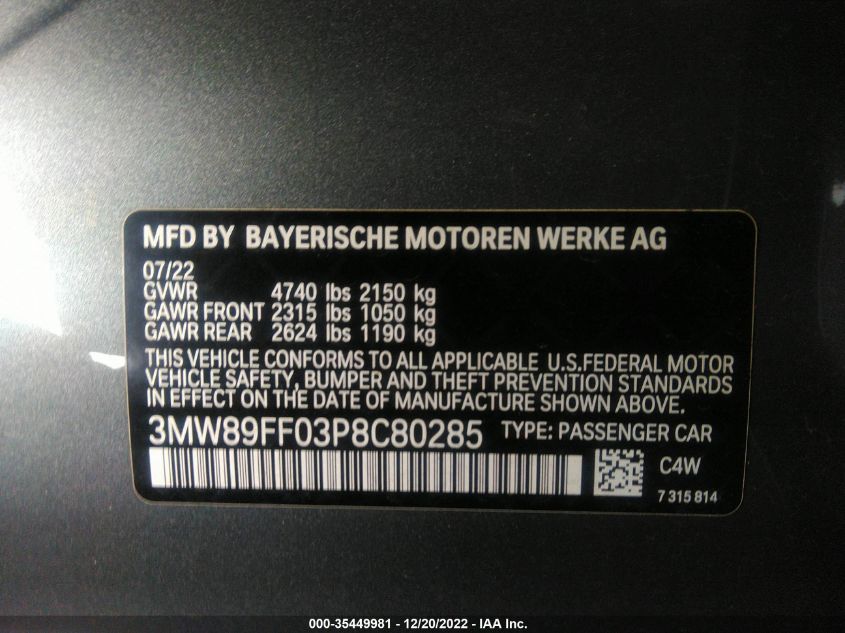 MFD BY BAYERISCHE MOTOREN WERKE AG
07/22
GVWR 4740 lbs 2150 kg
GAWR FRONT 2315 lbs 1050 kg
GAWR REAR 2624 lbs 1190 kg
THIS VEHICLE CONFORMS TO ALL APPLICABLE U.S.FEDERAL MOTOR
VEHICLE SAFETY, BUMPER AND THEFT PREVENTION STANDARDS
IN EFFECT ON THE DATE OF MANUFACTURE SHOWN ABOVE.
3MW89FF03P8C80285 TYPE: PASSENGER CAR
C4W
7 315 814
000-35449981 - 12/20/2022 - IAA Inc.